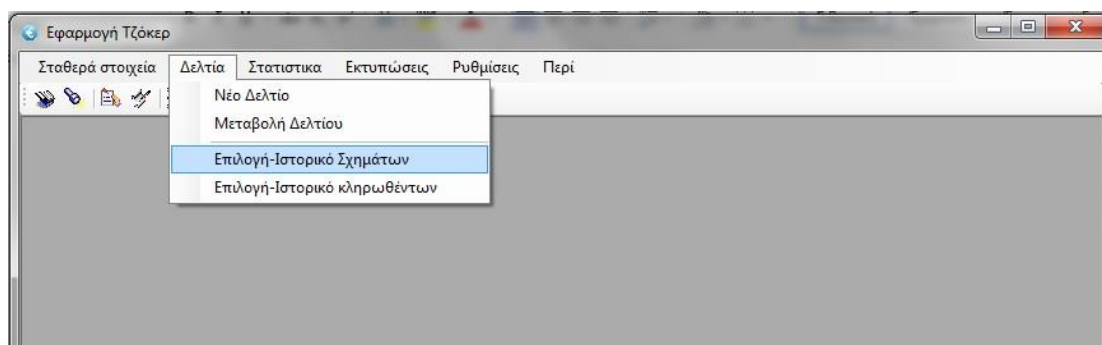 Εφαρμογή Τζόκερ
Σταθερά στοιχεία Δελτία Στατιστικα Εκτυπώσεις Ρυθμίσεις Περί
Νέο Δελτίο
Μεταβολή Δελτίου
Επιλογή-Ιστορικό Σχημάτων
Επιλογή-Ιστορικό κληρωθέντων